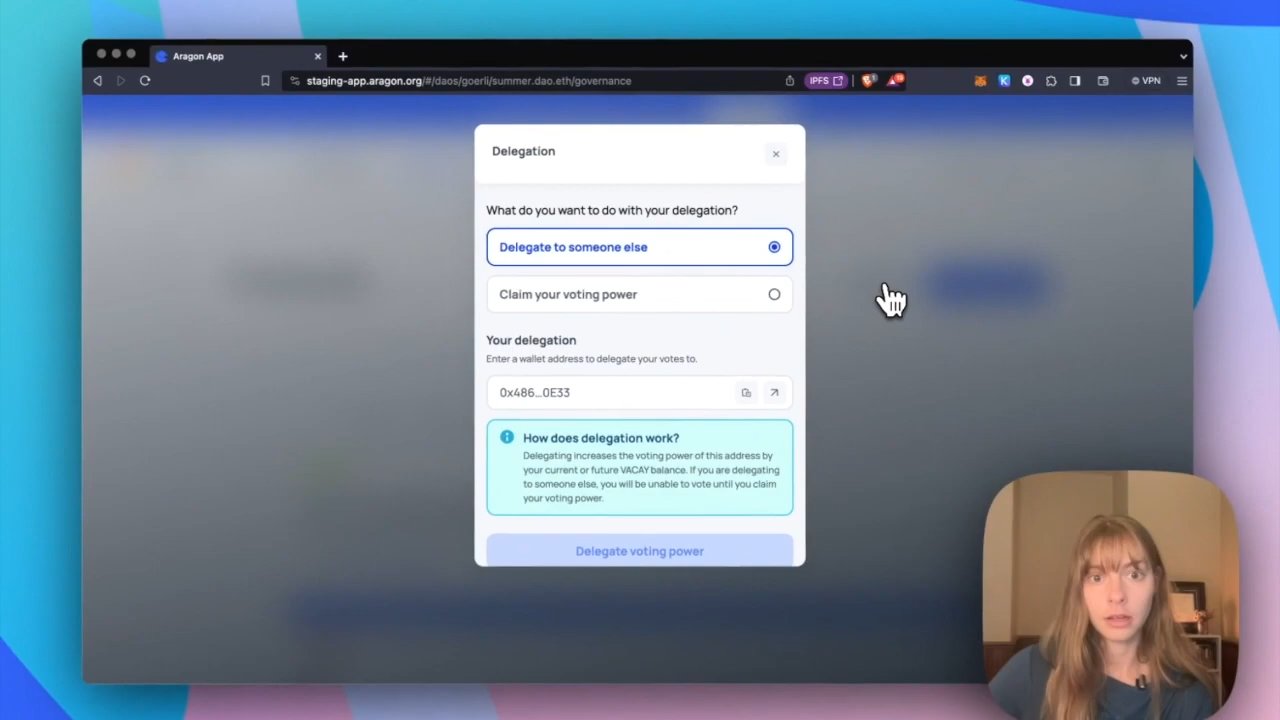 Aragon App
staging-app.aragon.org/#/daos/goerli/summer.dao.eth/governance
IPFS
VPN
Delegation
What do you want to do with your delegation?
Delegate to someone else
Claim your voting power
Your delegation
Enter a wallet address to delegate your votes to.
0x486...0E33
How does delegation work?
Delegating increases the voting power of this address by
your current or future VACAY balance. If you are delegating
to someone else, you will be unable to vote until you claim
your voting power.
Delegate voting power